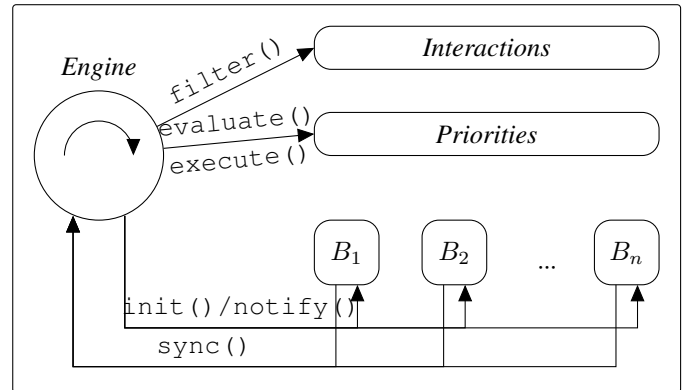 Interactions
Engine
filter()
evaluate()
Priorities
execute()
B1
B2
...
Bn
init()/notify()
sync()